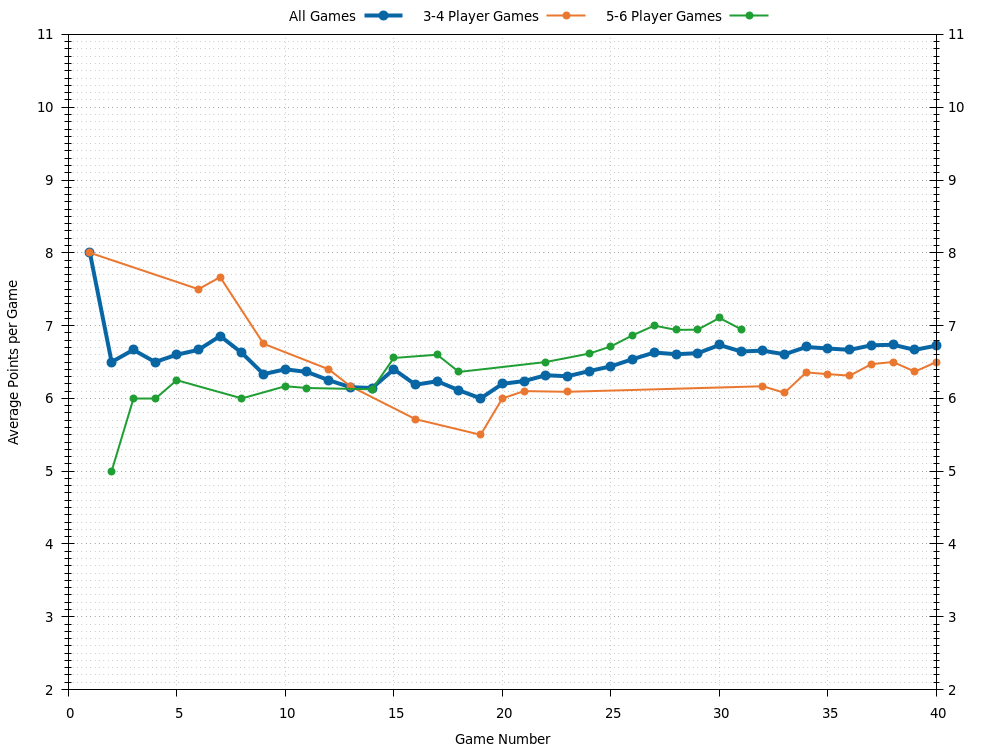 All Games 3-4 Player Games 5-6 Player Games
11 11
10 10
9 9
8 8
7 7
6 6
5 5
4 4
3 3
2 2
Average Points per Game
0 5 10 15 20 25 30 35 40
Game Number